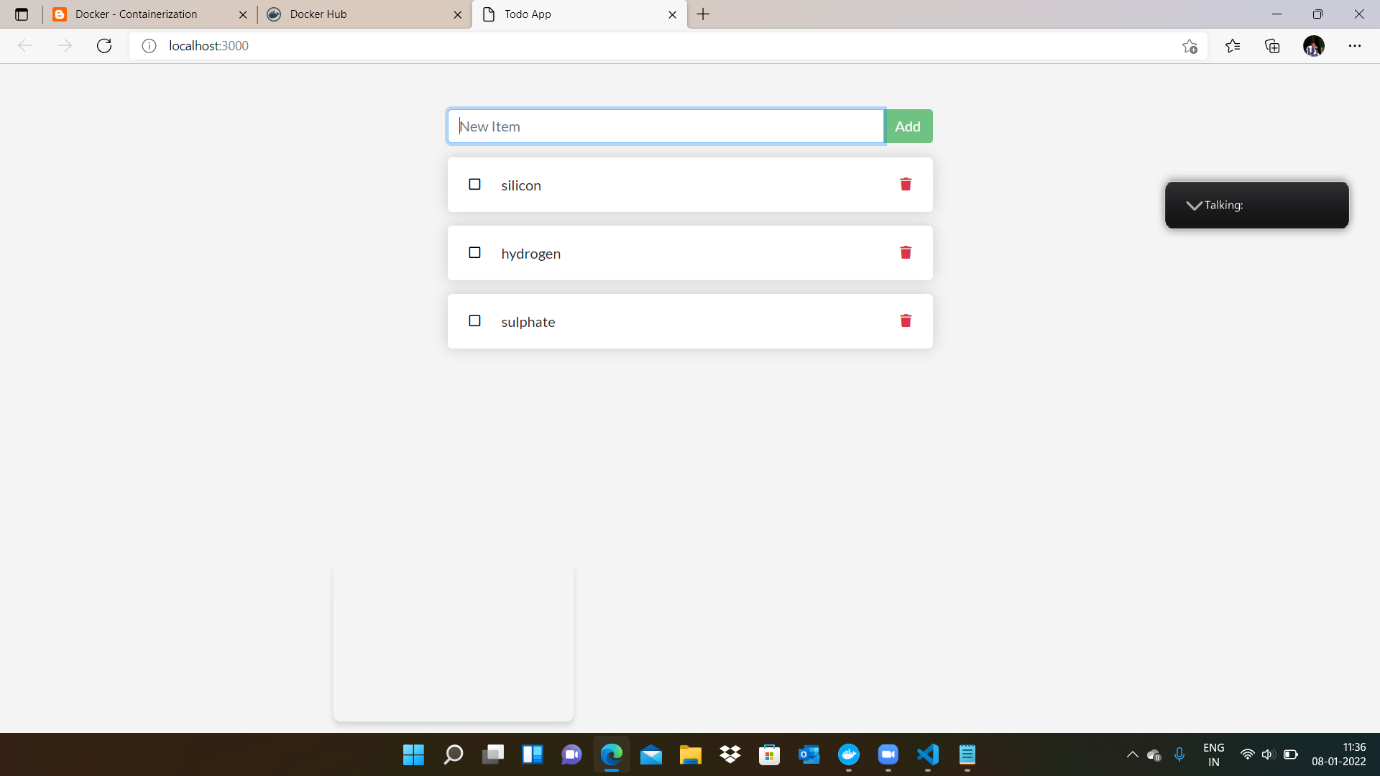 Docker - Containerization
Docker Hub
Todo App
localhost:3000
New Item
Add
silicon
Talking:
hydrogen
sulphate
ENG
IN
11:36
08-01-2022